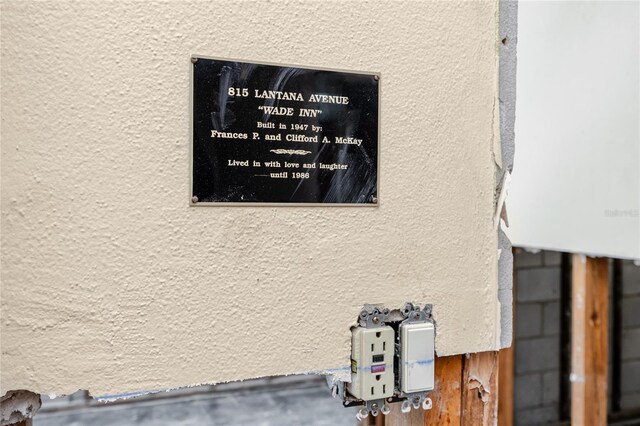 815 LANTANA AVENUE
"WADE INN"
Built in 1947 by:
Frances P. and Clifford A. McKay
Lived in with love and laughter
until 1986